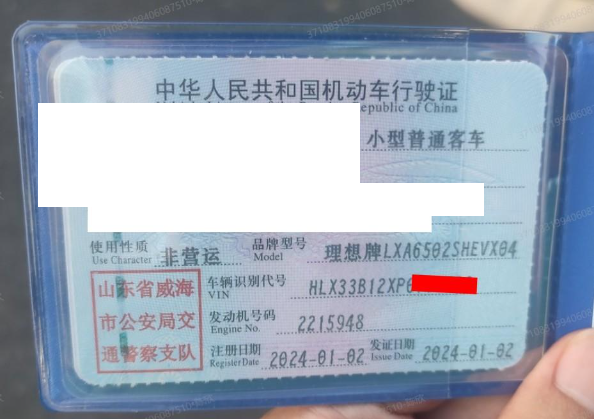 中华人民共和国机动车行驶证
epublic of China
小型普通客车
使用性质 非营运 品牌型号 理想牌LXA6502SHEVX04
Use Character Model
山东省威海
市公安局交
通警察支队
车辆识别代号 HLX33B12XP
VIN
发动机号码 2215948
Engine No.
注册日期 2024-01-02 发证日期 2024-01-02
Register Date Issue Date